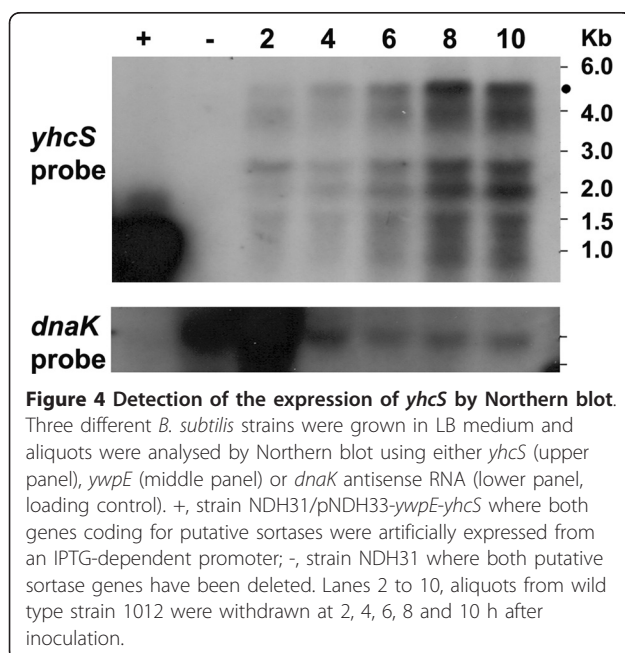 + - 2 4 6 8 10 Kb
6.0
yhcS probe
4.0
3.0
2.0
1.5
1.0
dnaK probe
Figure 4 Detection of the expression of yhcS by Northern blot.
Three different B. subtilis strains were grown in LB medium and
aliquots were analysed by Northern blot using either yhcS (upper
panel), ywpE (middle panel) or dnaK antisense RNA (lower panel,
loading control). +, strain NDH31/pNDH33-ywpE-yhcS where both
genes coding for putative sortases were artificially expressed from
an IPTG-dependent promoter; -, strain NDH31 where both putative
sortase genes have been deleted. Lanes 2 to 10, aliquots from wild
type strain 1012 were withdrawn at 2, 4, 6, 8 and 10 h after
inoculation.